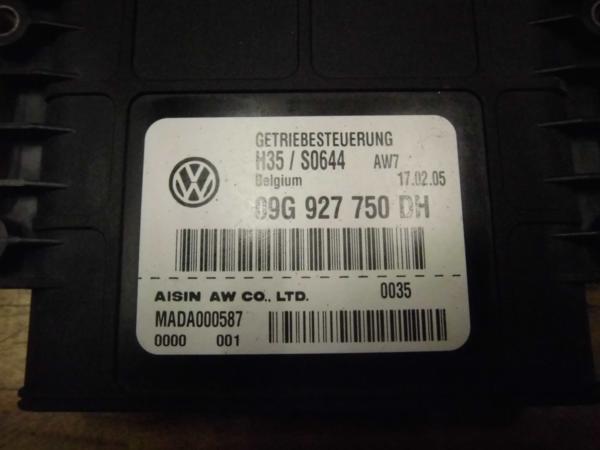 GETRIEBESTEUERUNG
H35 / S0644 AW7
Belgium 17.02.05
09G 927 750 DH
AISIN AW CO., LTD. 0035
MADA000587
0000 001